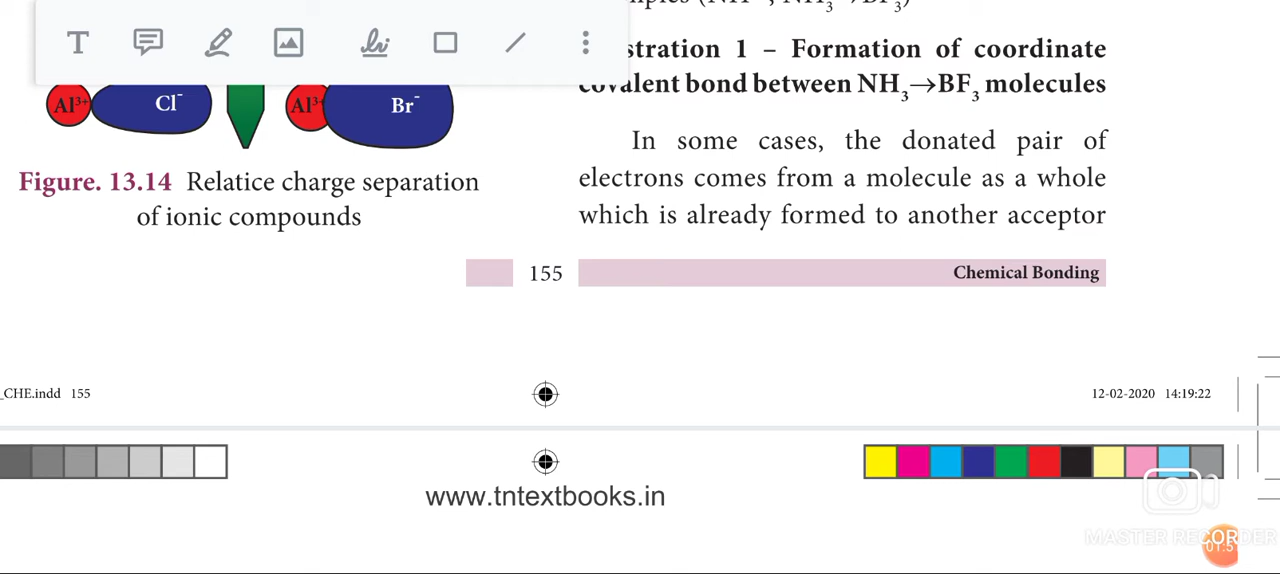 NH₃→BF₃)
T
stration 1 – Formation of coordinate
covalent bond between NH₃→BF₃ molecules
Al³⁺ Cl⁻ Al³⁺ Br⁻
In some cases, the donated pair of
electrons comes from a molecule as a whole
which is already formed to another acceptor
Figure. 13.14 Relatice charge separation
of ionic compounds
155 Chemical Bonding
_CHE.indd 155 12-02-2020 14:19:22
www.tntextbooks.in
MASTER RECORDER